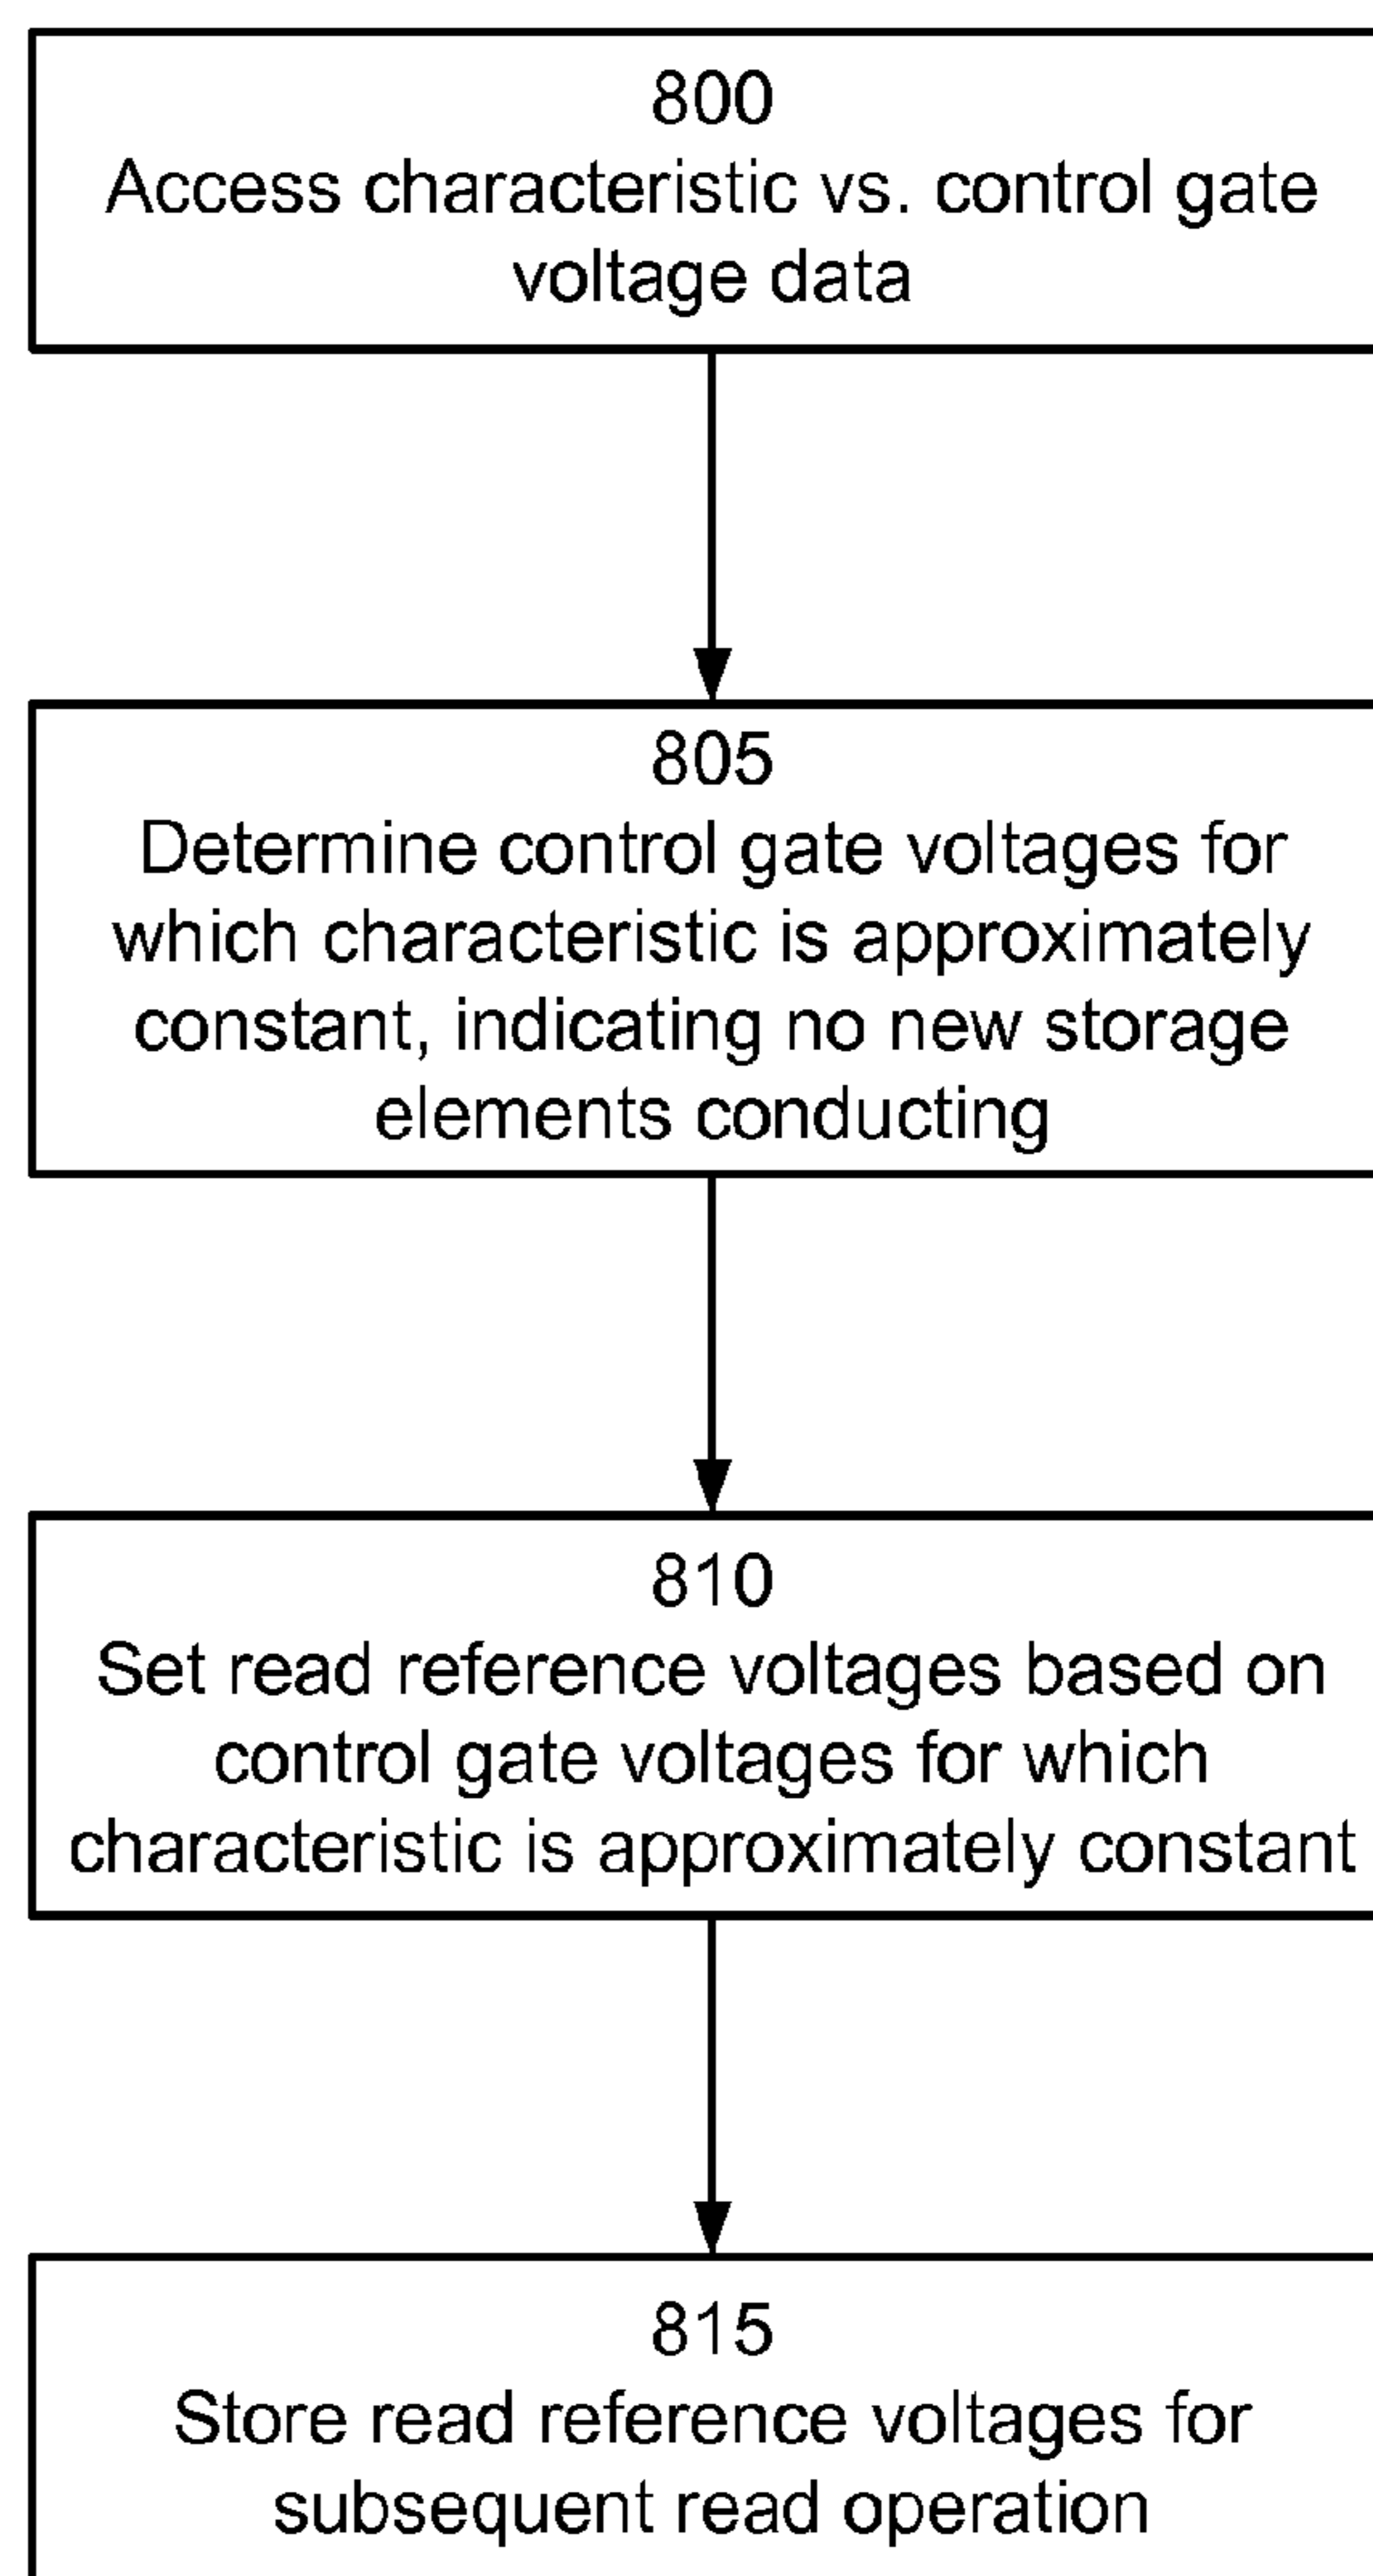 800
Access characteristic vs. control gate
voltage data
805
Determine control gate voltages for
which characteristic is approximately
constant, indicating no new storage
elements conducting
810
Set read reference voltages based on
control gate voltages for which
characteristic is approximately constant
815
Store read reference voltages for
subsequent read operation